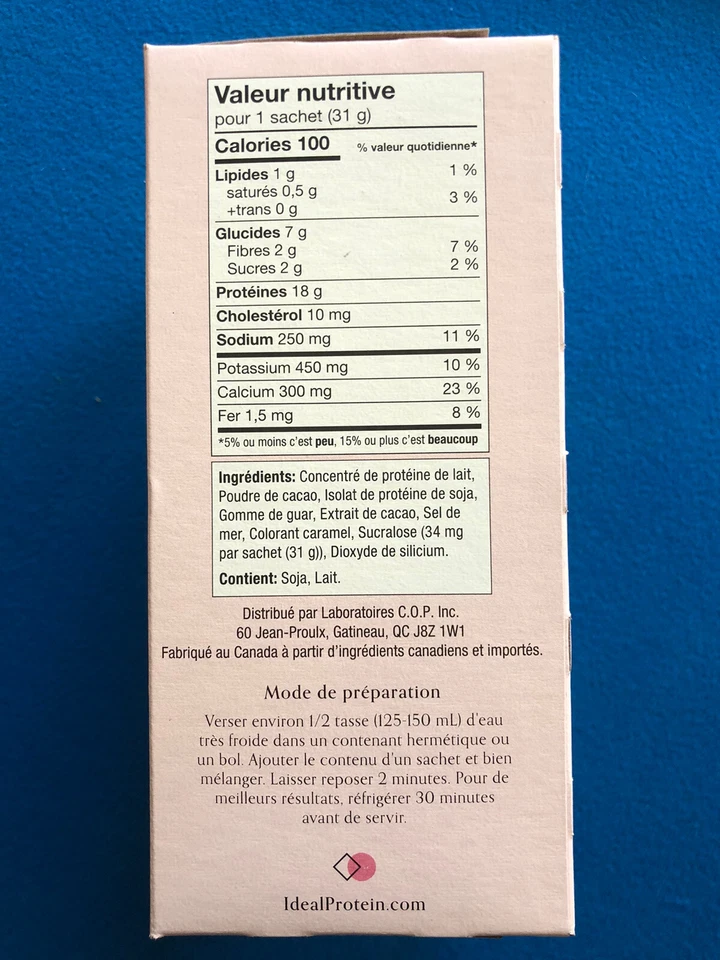 Valeur nutritive
pour 1 sachet (31 g)
Calories 100 % valeur quotidienne*
Lipides 1 g 1 %
saturés 0,5 g
+trans 0 g 3 %
Glucides 7 g
Fibres 2 g 7 %
Sucres 2 g 2 %
Protéines 18 g
Cholestérol 10 mg
Sodium 250 mg 11 %
Potassium 450 mg 10 %
Calcium 300 mg 23 %
Fer 1,5 mg 8 %
*5% ou moins c'est peu, 15% ou plus c'est beaucoup
Ingrédients: Concentré de protéine de lait,
Poudre de cacao, Isolat de protéine de soja,
Gomme de guar, Extrait de cacao, Sel de
mer, Colorant caramel, Sucralose (34 mg
par sachet (31 g)), Dioxyde de silicium.
Contient: Soja, Lait.
Distribué par Laboratoires C.O.P. Inc.
60 Jean-Proulx, Gatineau, QC J8Z 1W1
Fabriqué au Canada à partir d'ingrédients canadiens et importés.
Mode de préparation
Verser environ 1/2 tasse (125-150 mL) d'eau
très froide dans un contenant hermétique ou
un bol. Ajouter le contenu d'un sachet et bien
mélanger. Laisser reposer 2 minutes. Pour de
meilleurs résultats, réfrigérer 30 minutes
avant de servir.
IdealProtein.com